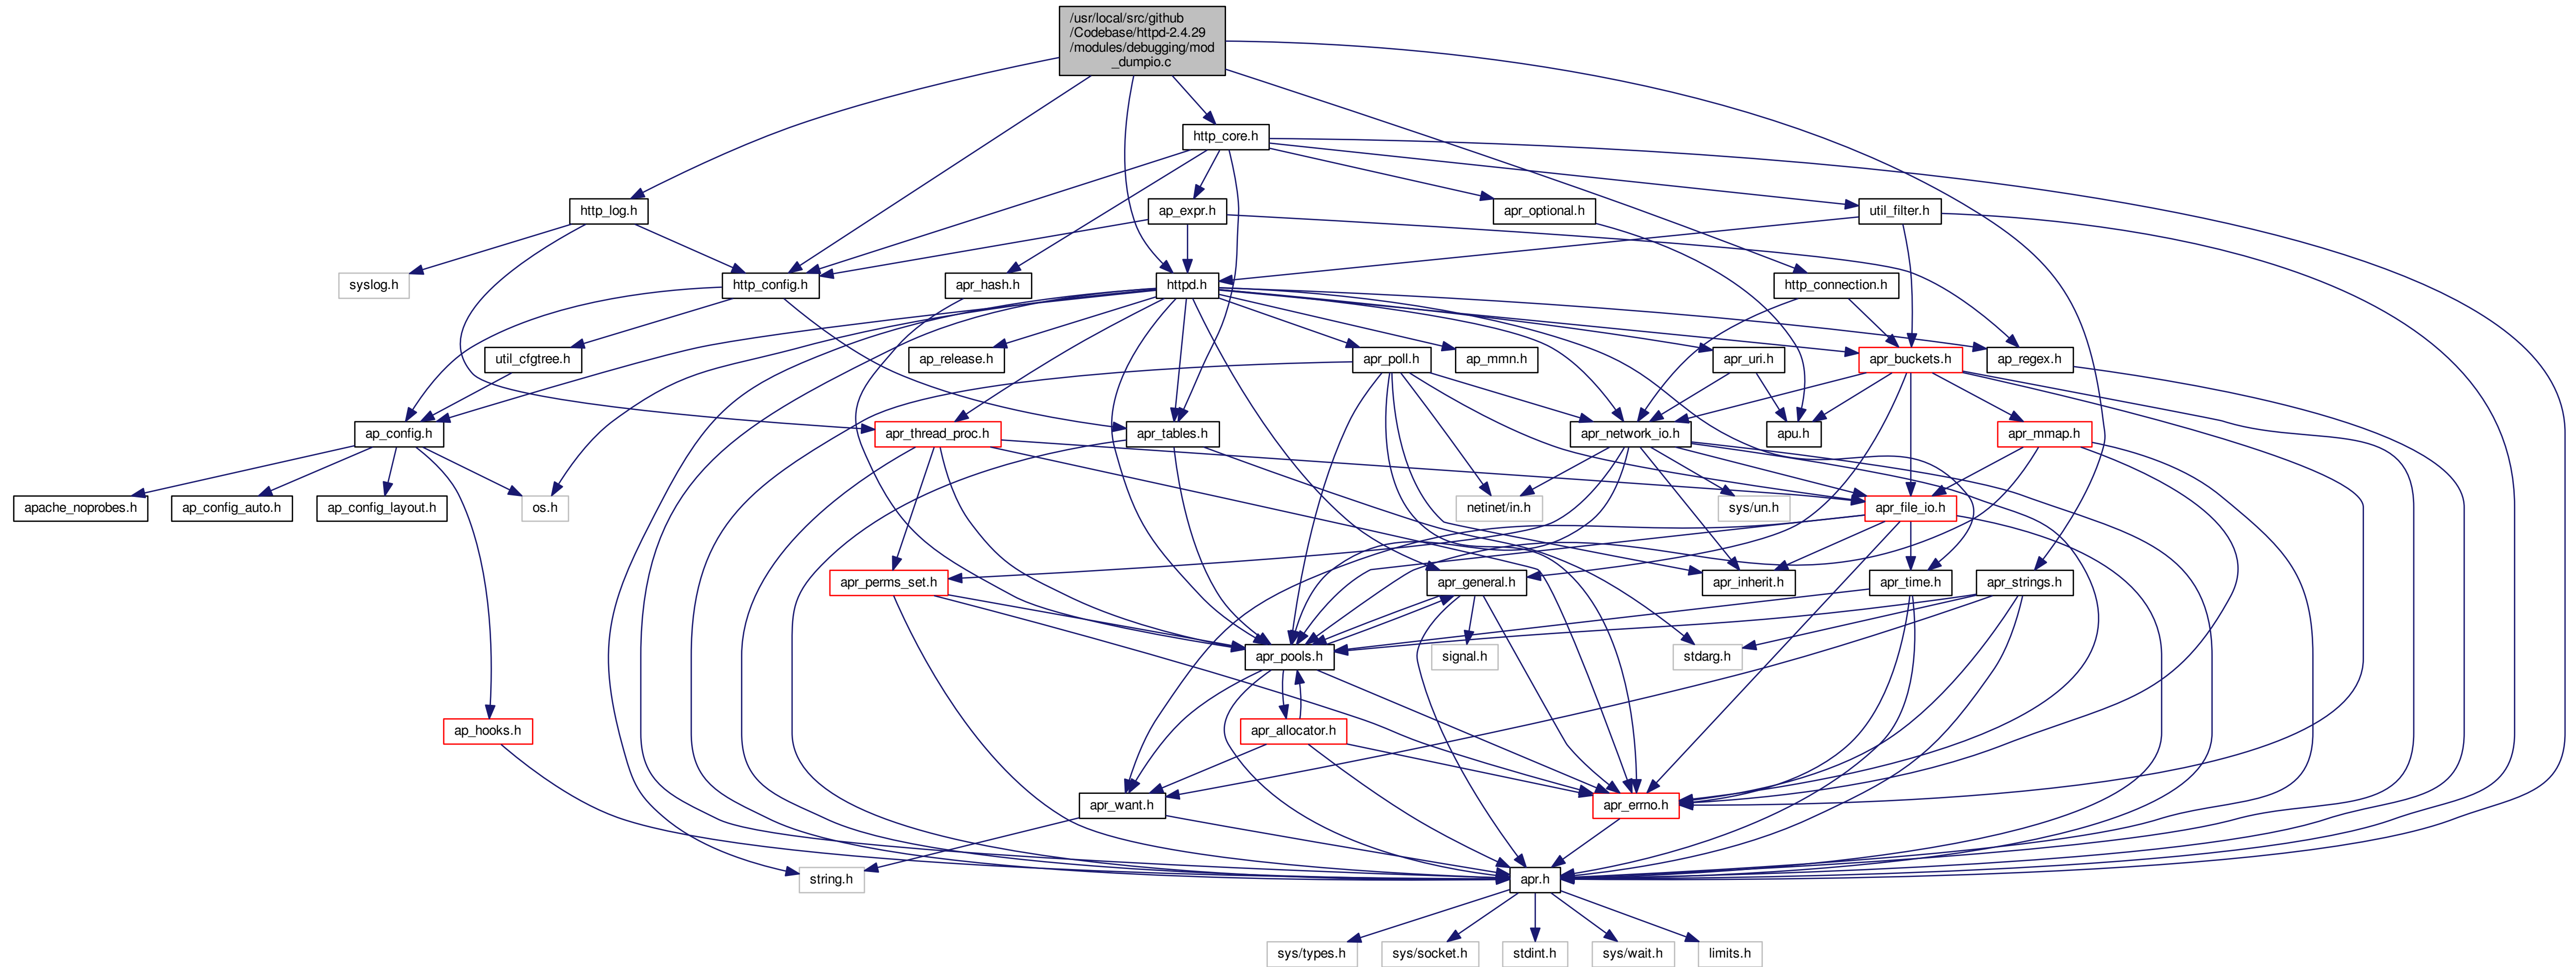 /usr/local/src/github
/Codebase/httpd-2.4.29
/modules/debugging/mod
_dumpio.c
http_core.h
http_log.h
ap_expr.h
apr_optional.h
util_filter.h
syslog.h
http_config.h
apr_hash.h
httpd.h
http_connection.h
util_cfgtree.h
ap_release.h
apr_poll.h
ap_mmn.h
apr_uri.h
apr_buckets.h
ap_regex.h
ap_config.h
apr_thread_proc.h
apr_tables.h
apr_network_io.h
apu.h
apr_mmap.h
apache_noprobes.h
ap_config_auto.h
ap_config_layout.h
os.h
netinet/in.h
sys/un.h
apr_file_io.h
apr_perms_set.h
apr_general.h
apr_inherit.h
apr_time.h
apr_strings.h
apr_pools.h
signal.h
stdarg.h
ap_hooks.h
apr_allocator.h
apr_want.h
apr_errno.h
string.h
apr.h
sys/types.h
sys/socket.h
stdint.h
sys/wait.h
limits.h